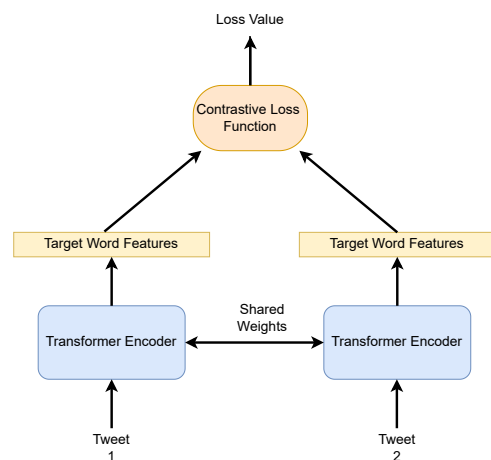 Loss Value
Contrastive Loss
Function
Target Word Features
Target Word Features
Shared
Weights
Transformer Encoder
Transformer Encoder
Tweet
1
Tweet
2